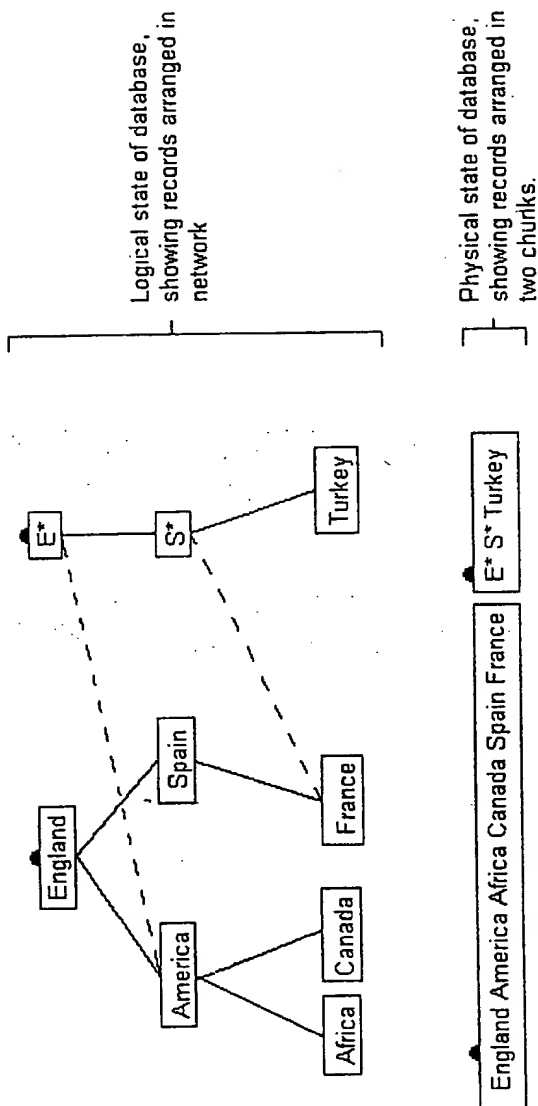 England
E*
America
Spain
S*
Africa
Canada
France
Turkey
Logical state of database,
showing records arranged in
network
England America Africa Canada Spain France
E* S* Turkey
Physical state of database,
showing records arranged in
two chunks.